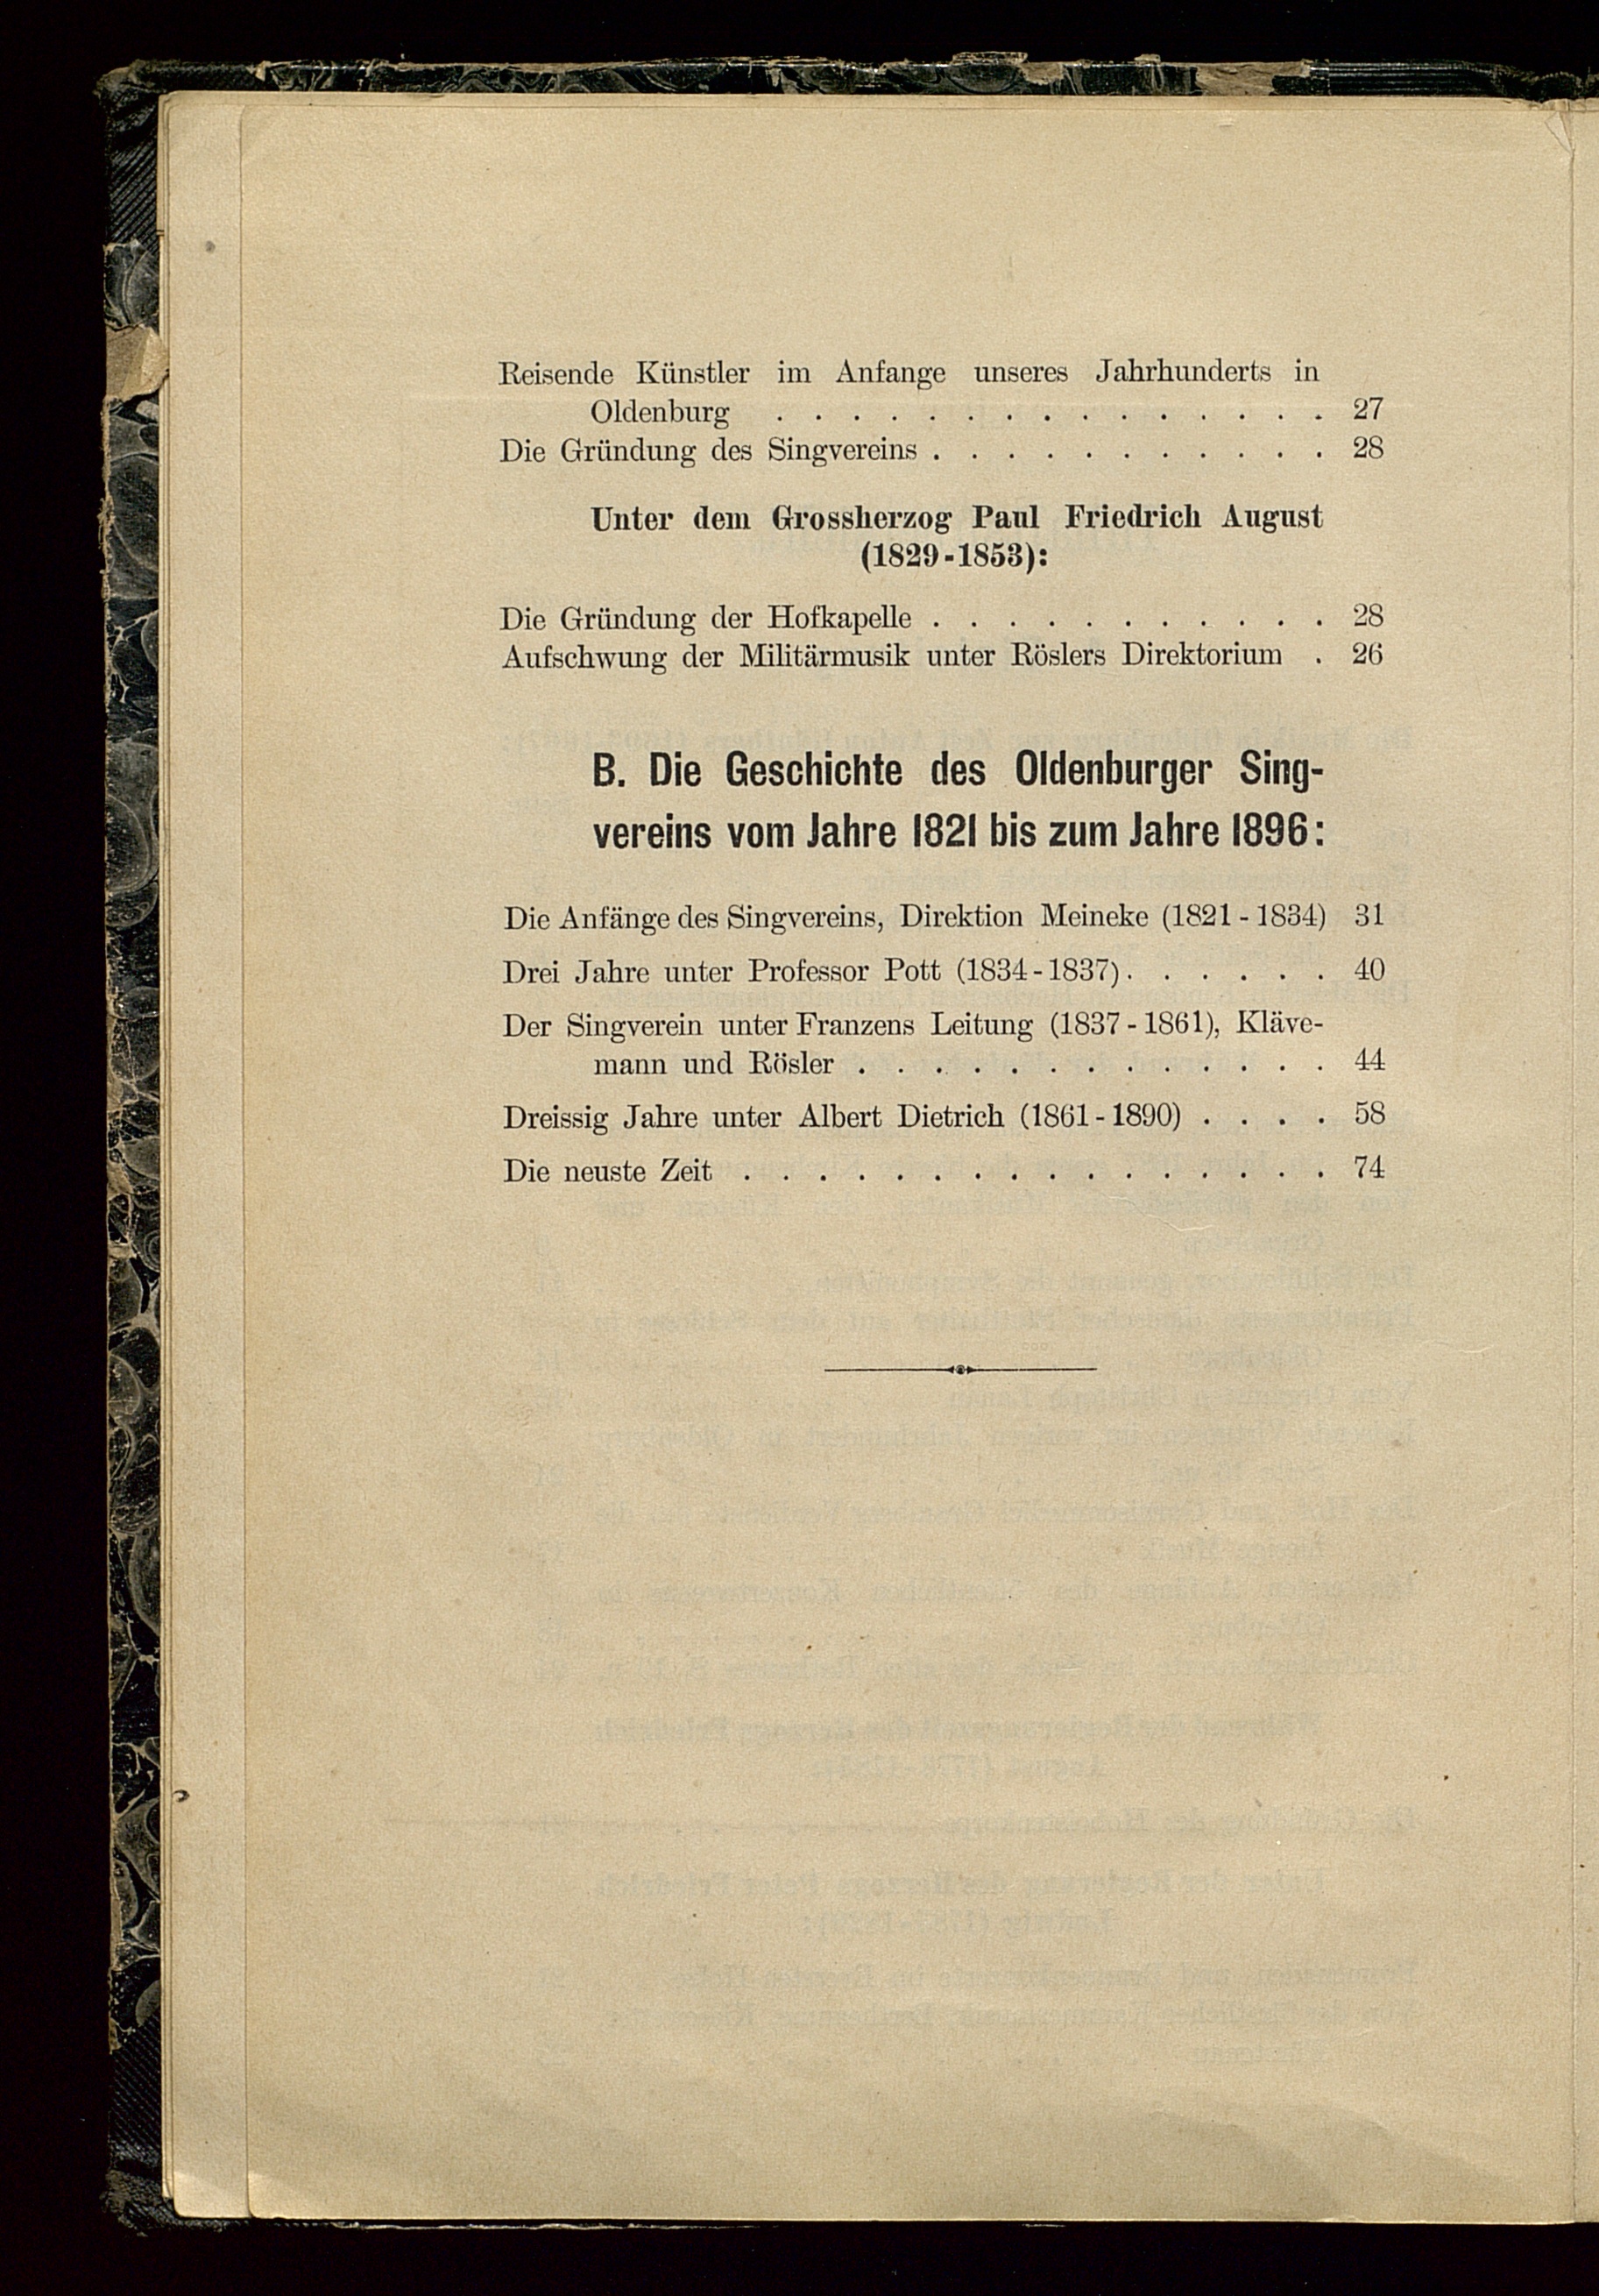 Reisende Künstler im Anfange unseres Jahrhunderts in
Oldenburg . . . . . . . . . . . . . . . 27
Die Gründung des Singvereins . . . . . . . . . . . 28
Unter dem Grossherzog Paul Friedrich August
(1829-1853):
Die Gründung der Hofkapelle . . . . . . . . . . . 28
Aufschwung der Militärmusik unter Röslers Direktorium . 26
B. Die Geschichte des Oldenburger Sing-
vereins vom Jahre 1821 bis zum Jahre 1896:
Die Anfänge des Singvereins, Direktion Meineke (1821-1834) 31
Drei Jahre unter Professor Pott (1834-1837) . . . . . . 40
Der Singverein unter Franzens Leitung (1837-1861), Kläve-
mann und Rösler . . . . . . . . . . . . . 44
Dreissig Jahre unter Albert Dietrich (1861-1890) . . . . 58
Die neuste Zeit . . . . . . . . . . . . . . . . 74